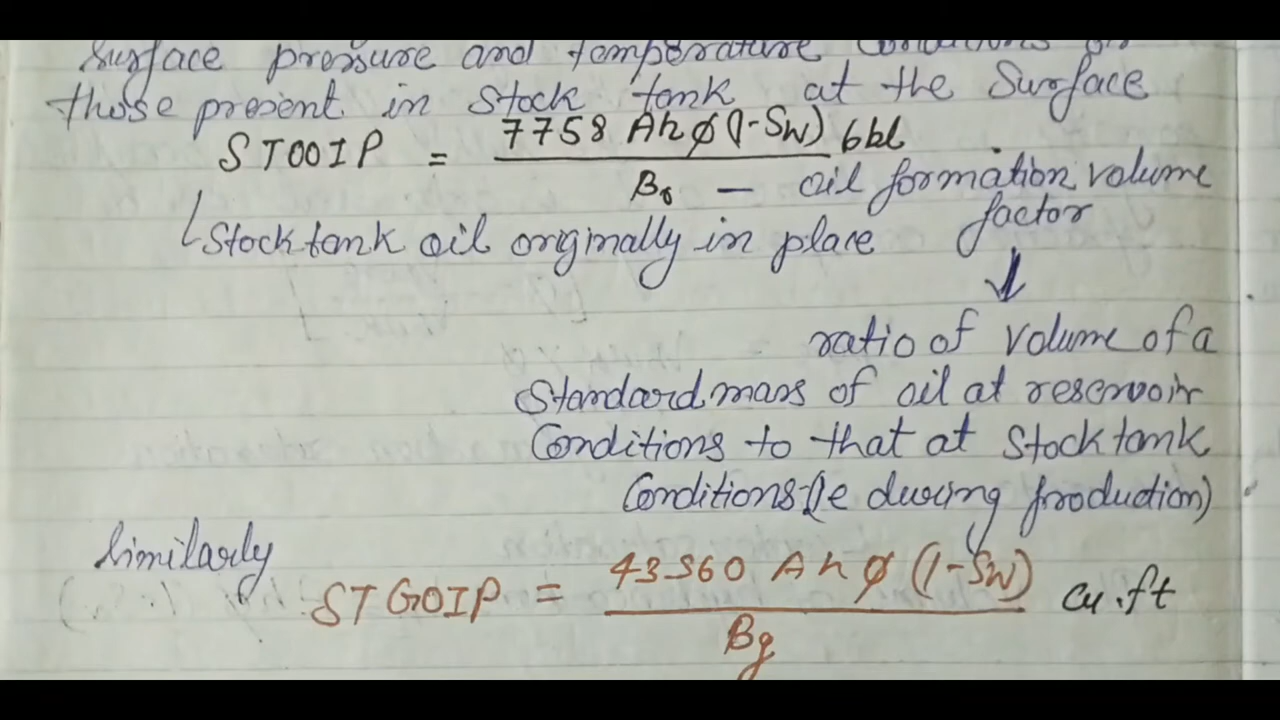 Surface pressure and temperature conditions or
those present in stock tank at the Surface
STOOIP = 7758 Ahφ(1-Sw) bbl
Bo — oil formation volume
factor
Stock tank oil originally in place
↓
ratio of volume of a
Standard mass of oil at reservoir
Conditions to that at Stock tank
Conditions (ie during production)
Similarly
STGOIP = 43560 Ahφ(1-Sw) cu.ft
Bg